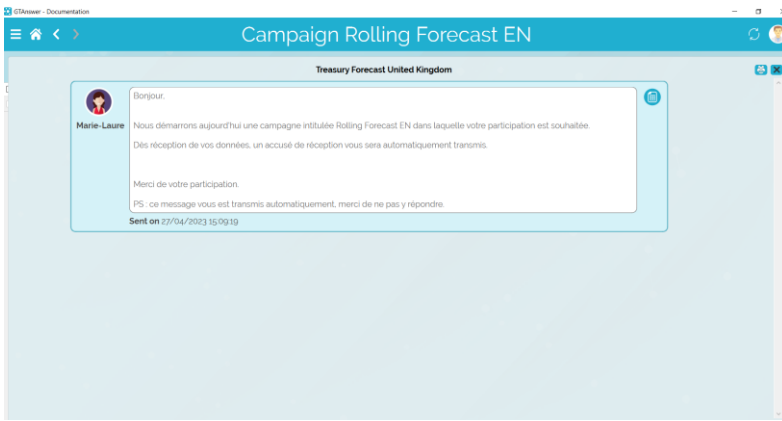 GTAnswer - Documentation
Campaign Rolling Forecast EN
Treasury Forecast United Kingdom
Bonjour,
Marie-Laure
Nous démarrons aujourd'hui une campagne intitulée Rolling Forecast EN dans laquelle votre participation est souhaitée.
Dès réception de vos données, un accusé de réception vous sera automatiquement transmis.
Merci de votre participation.
PS : ce message vous est transmis automatiquement, merci de ne pas y répondre.
Sent on 27/04/2023 15:09:19